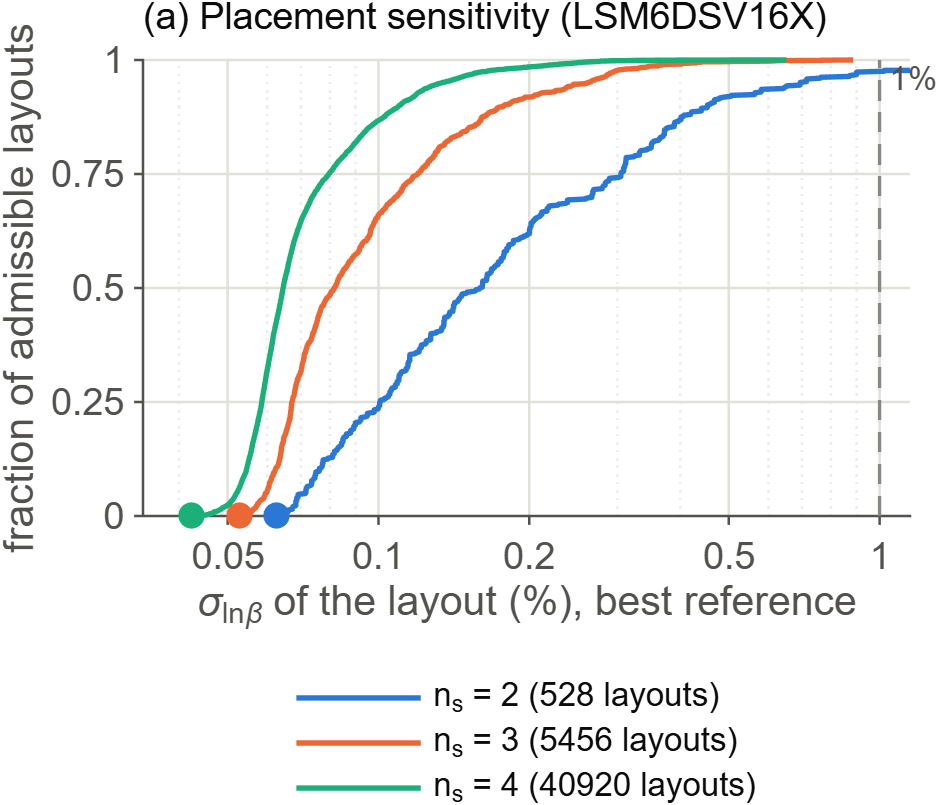 (a) Placement sensitivity (LSM6DSV16X)
fraction of admissible layouts
1
0.75
0.5
0.25
0
1%
0.05
0.1
0.2
0.5
1
σlnβ of the layout (%), best reference
ns = 2 (528 layouts)
ns = 3 (5456 layouts)
ns = 4 (40920 layouts)